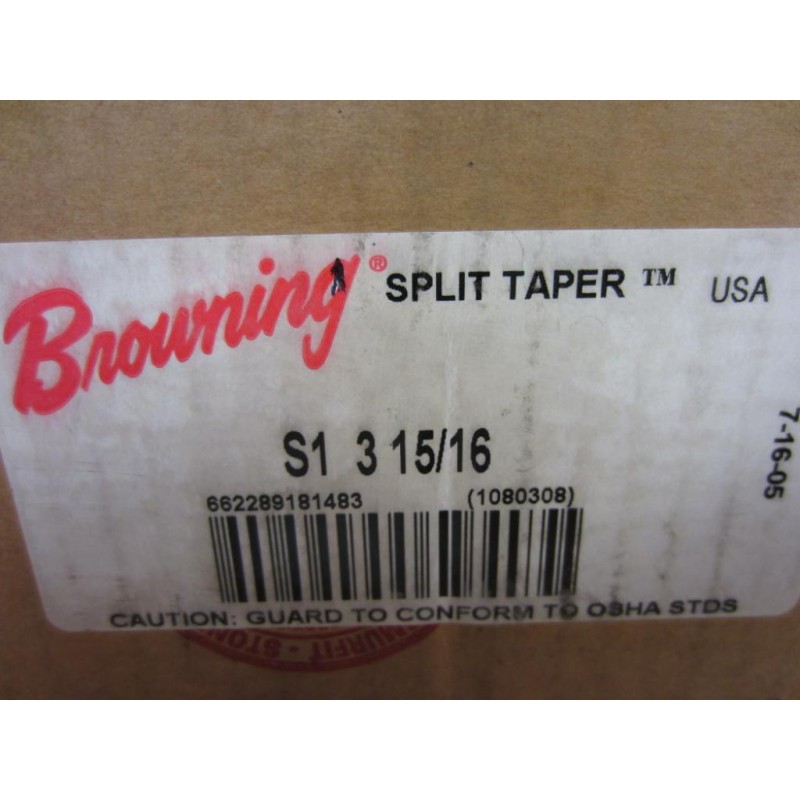 Browning® SPLIT TAPER ™ USA
S1 3 15/16
662289181483 (1080308)
CAUTION: GUARD TO CONFORM TO OSHA STDS
7-16-05